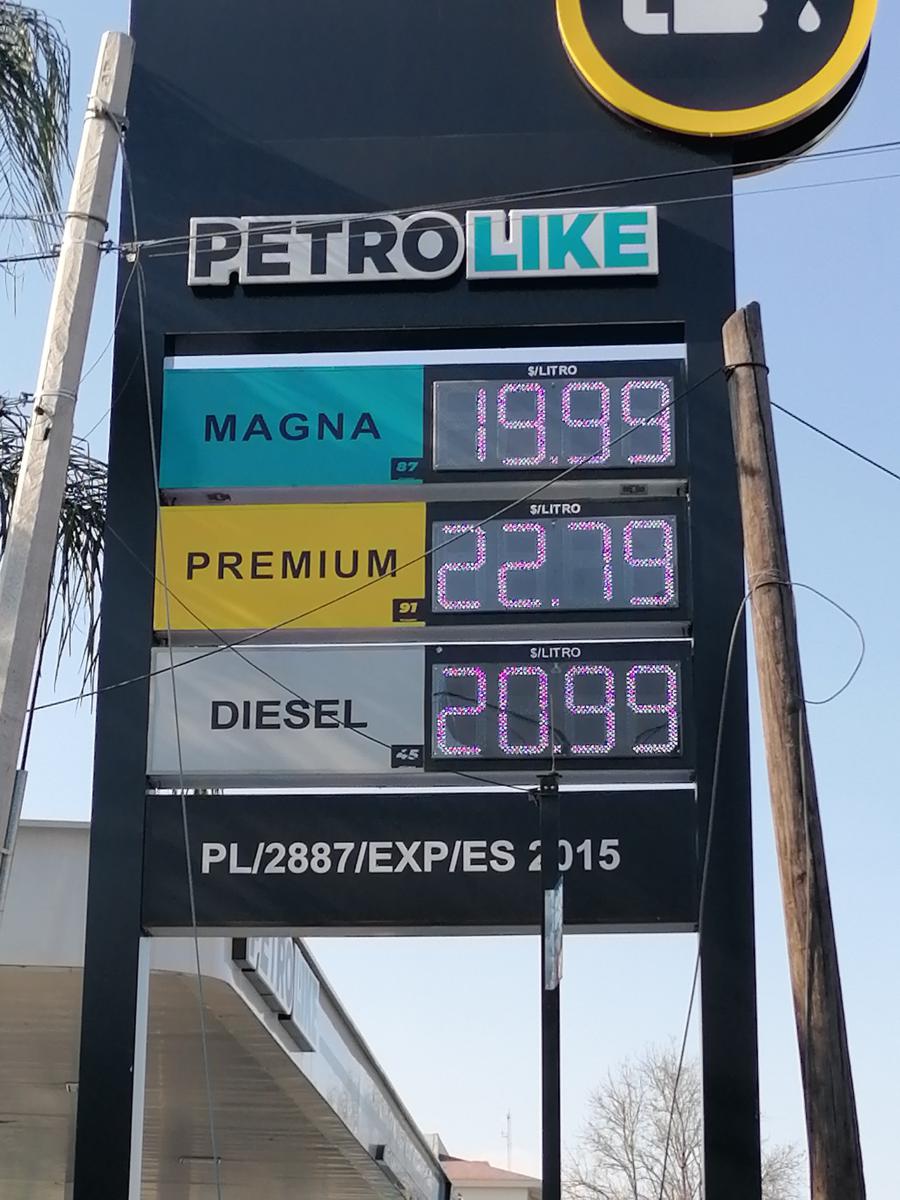 PETROLIKE
$/LITRO
MAGNA 19.99
87
$/LITRO
PREMIUM 22.79
91
$/LITRO
DIESEL 20.99
45
PL/2887/EXP/ES 2015